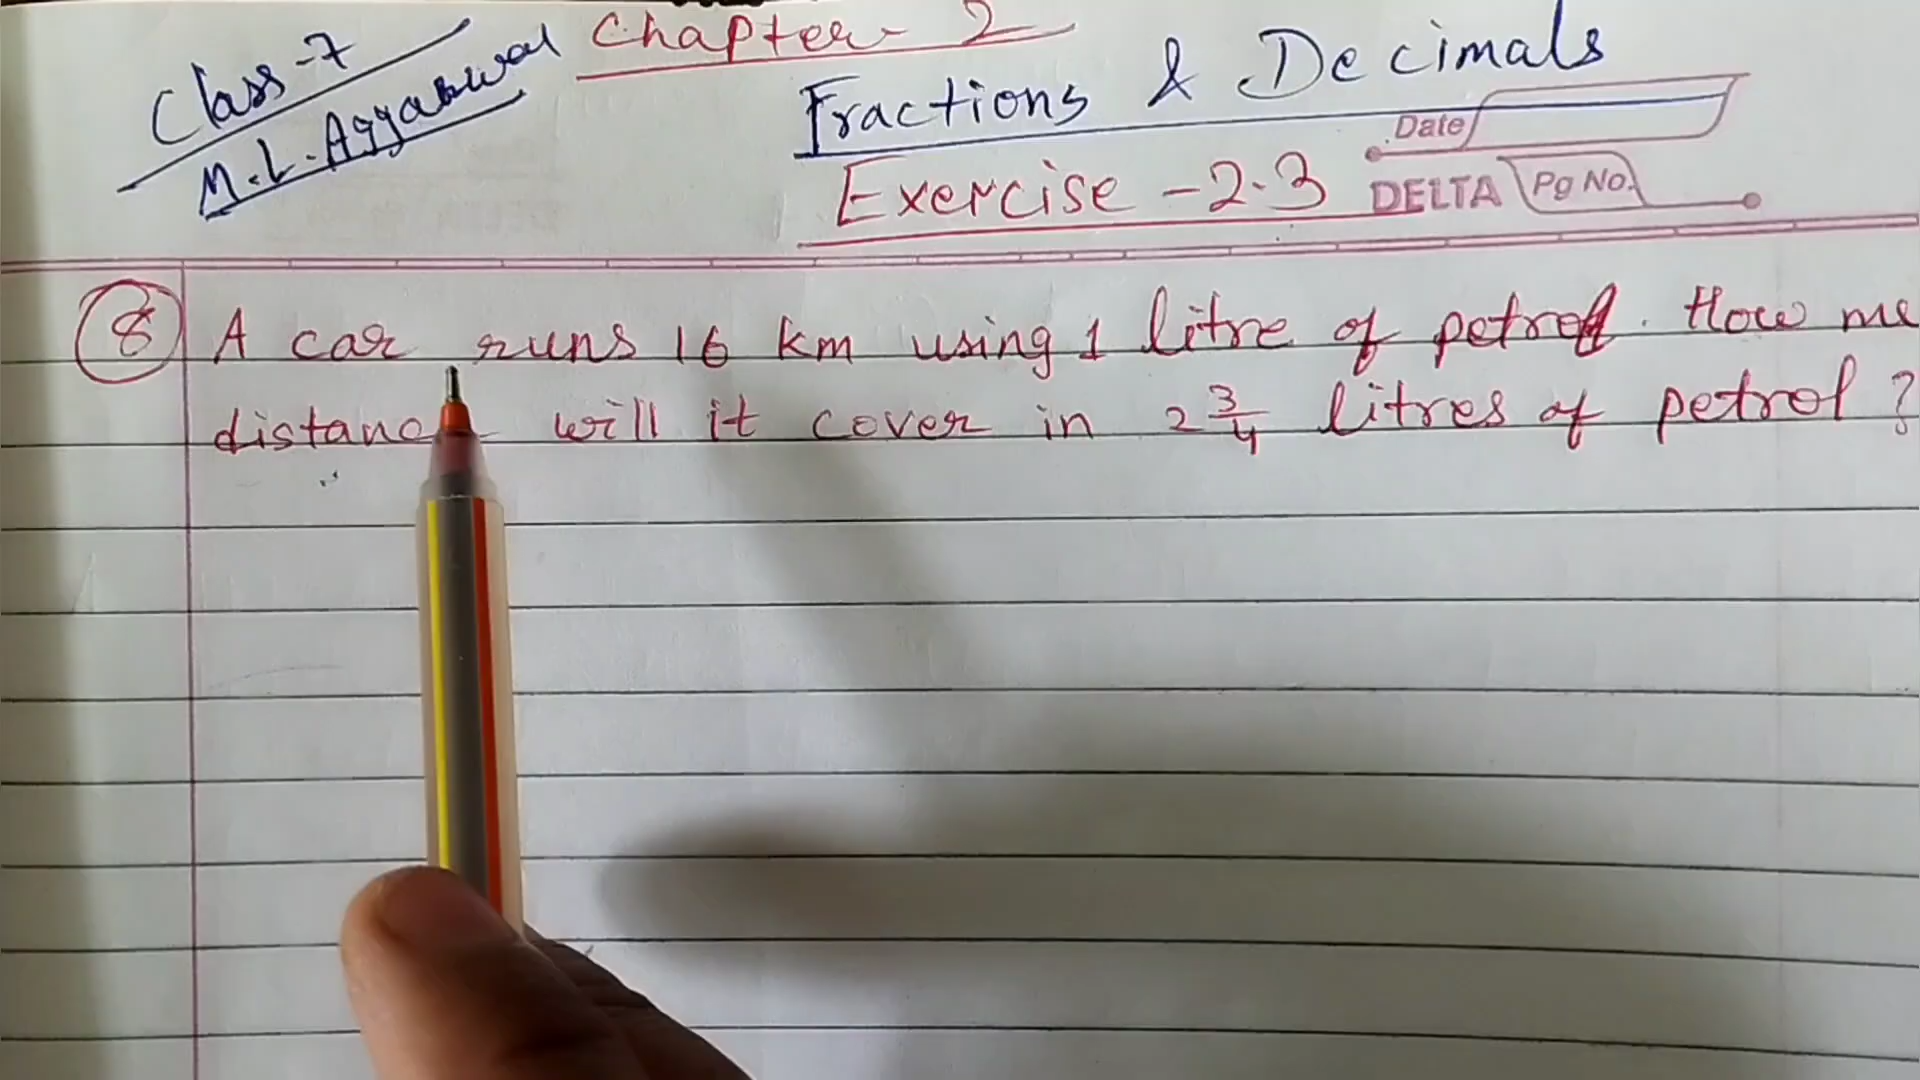 Class-7
M.L.Aggarwal
Chapter-2
Fractions & Decimals
Date
Exercise -2.3
DELTA Pg No.
8 A car runs 16 km using 1 litre of petrol. How
distance will it cover in 2 3/4 litres of petrol ?